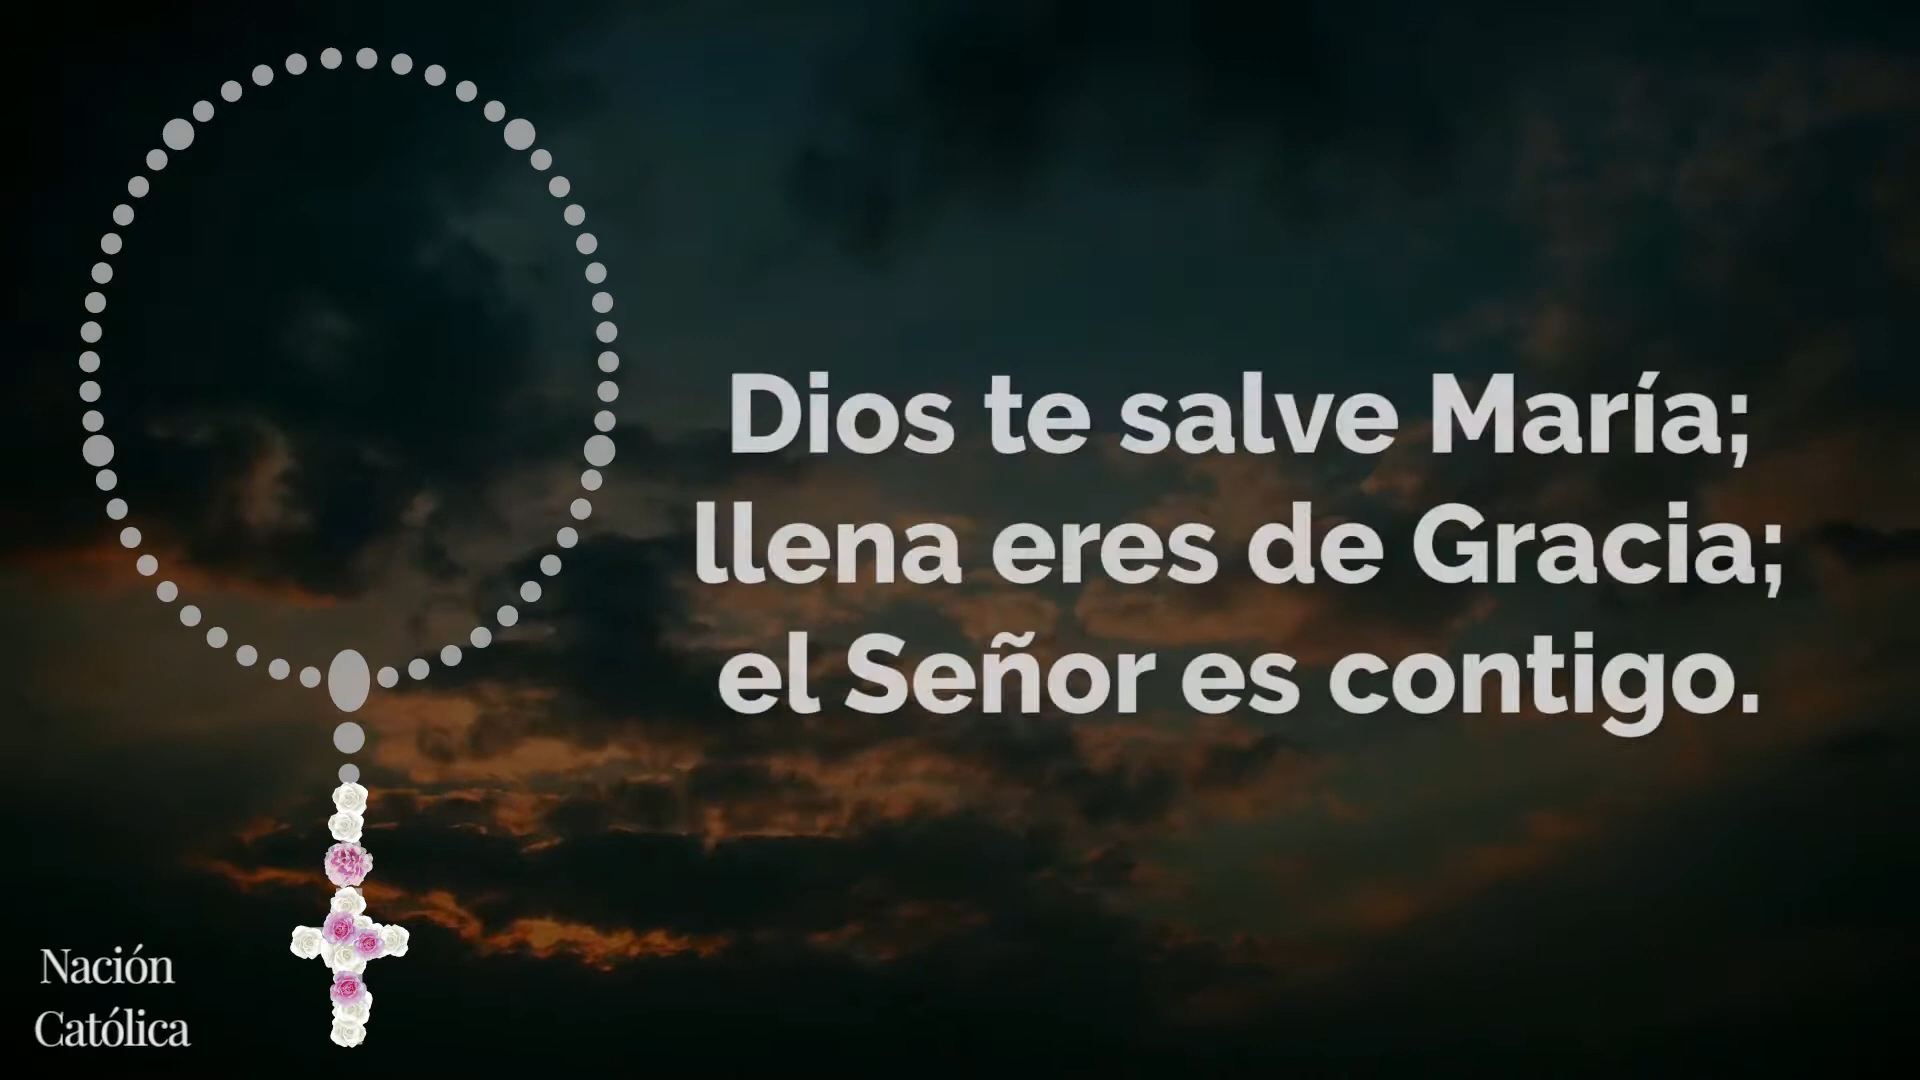 Dios te salve María;
llena eres de Gracia;
el Señor es contigo.
Nación
Católica